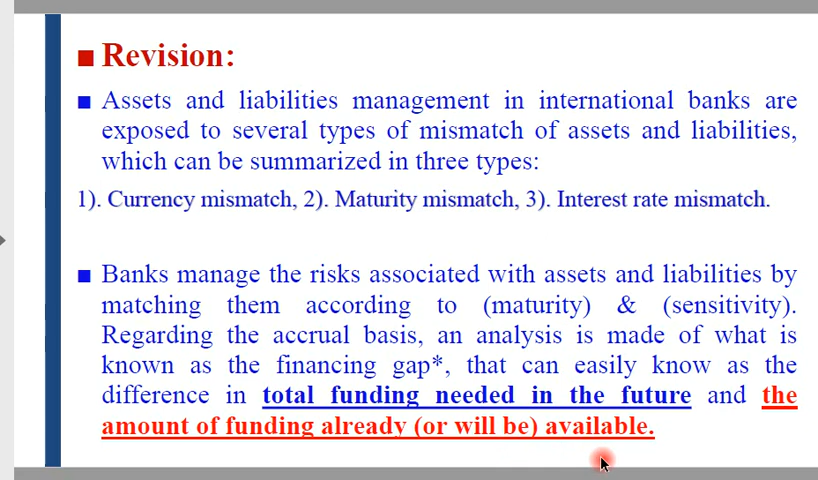 ■ Revision:
■ Assets and liabilities management in international banks are
exposed to several types of mismatch of assets and liabilities,
which can be summarized in three types:
1). Currency mismatch, 2). Maturity mismatch, 3). Interest rate mismatch.
■ Banks manage the risks associated with assets and liabilities by
matching them according to (maturity) & (sensitivity).
Regarding the accrual basis, an analysis is made of what is
known as the financing gap*, that can easily know as the
difference in total funding needed in the future and the
amount of funding already (or will be) available.